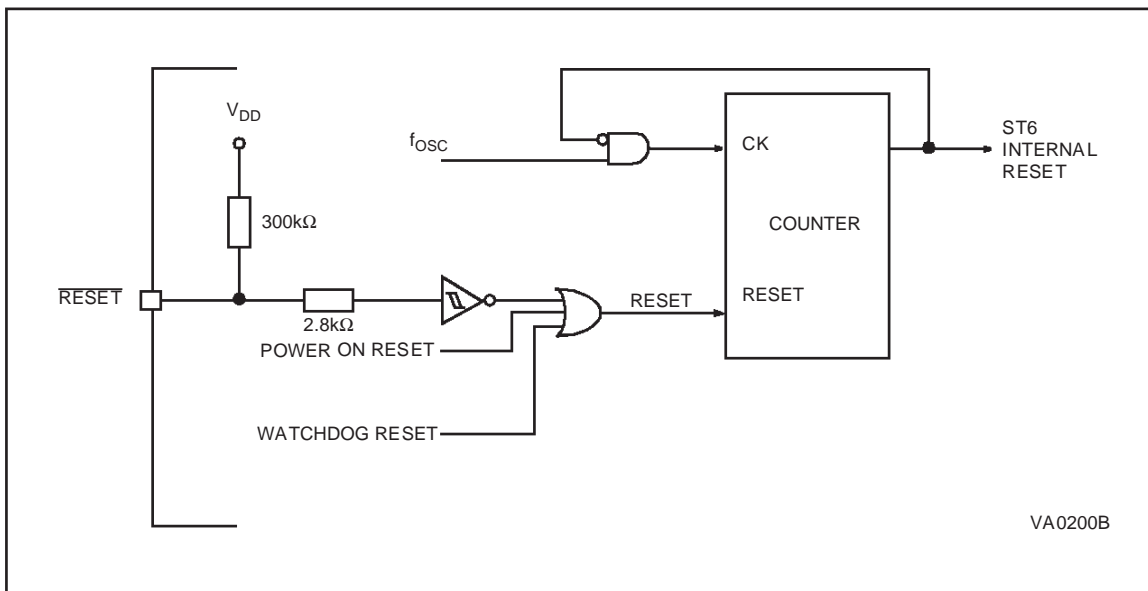 V_DD
f_OSC
300kΩ
RESET
2.8kΩ
POWER ON RESET
WATCHDOG RESET
RESET
CK
COUNTER
RESET
ST6
INTERNAL
RESET
VA0200B